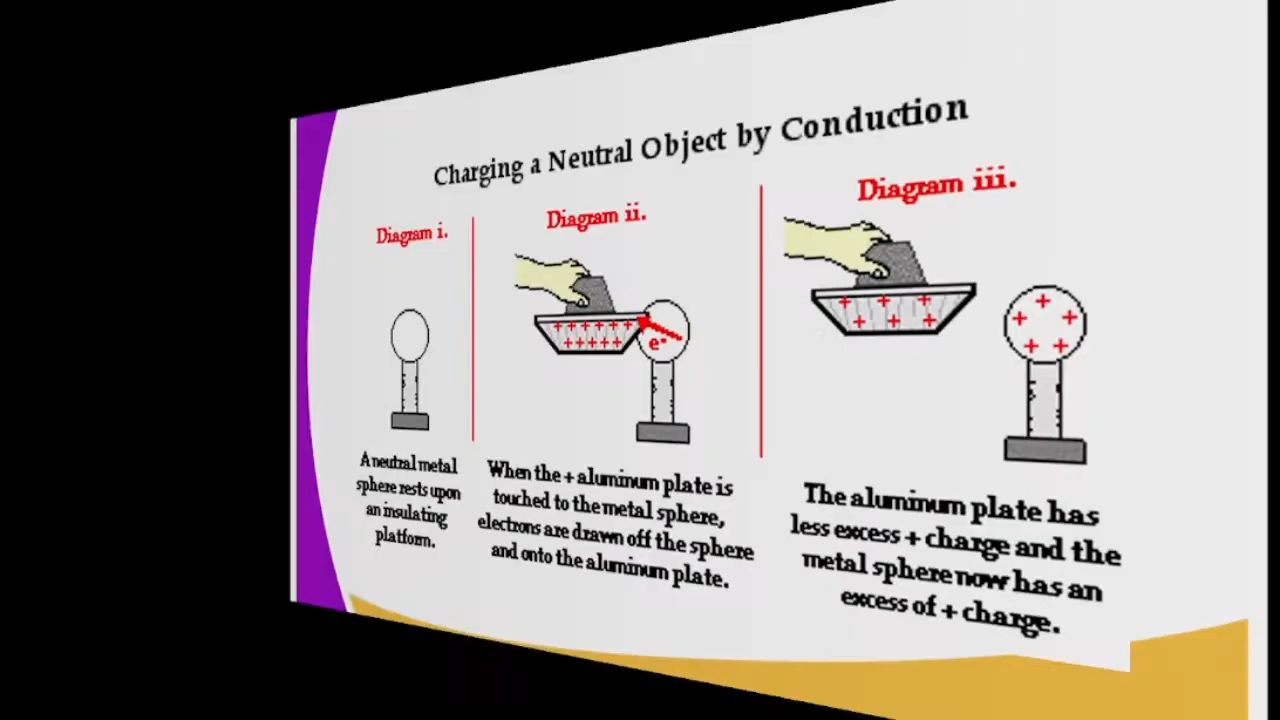 Charging a Neutral Object by Conduction
Diagram i.
A neutral metal
sphere rests upon
an insulating
platform.
Diagram ii.
+ + + + + +
+ + + + +
e-
When the + aluminum plate is
touched to the metal sphere,
electrons are drawn off the sphere
and onto the aluminum plate.
Diagram iii.
+ + +
+ + +
+
+ +
+ +
The aluminum plate has
less excess + charge and the
metal sphere now has an
excess of + charge.